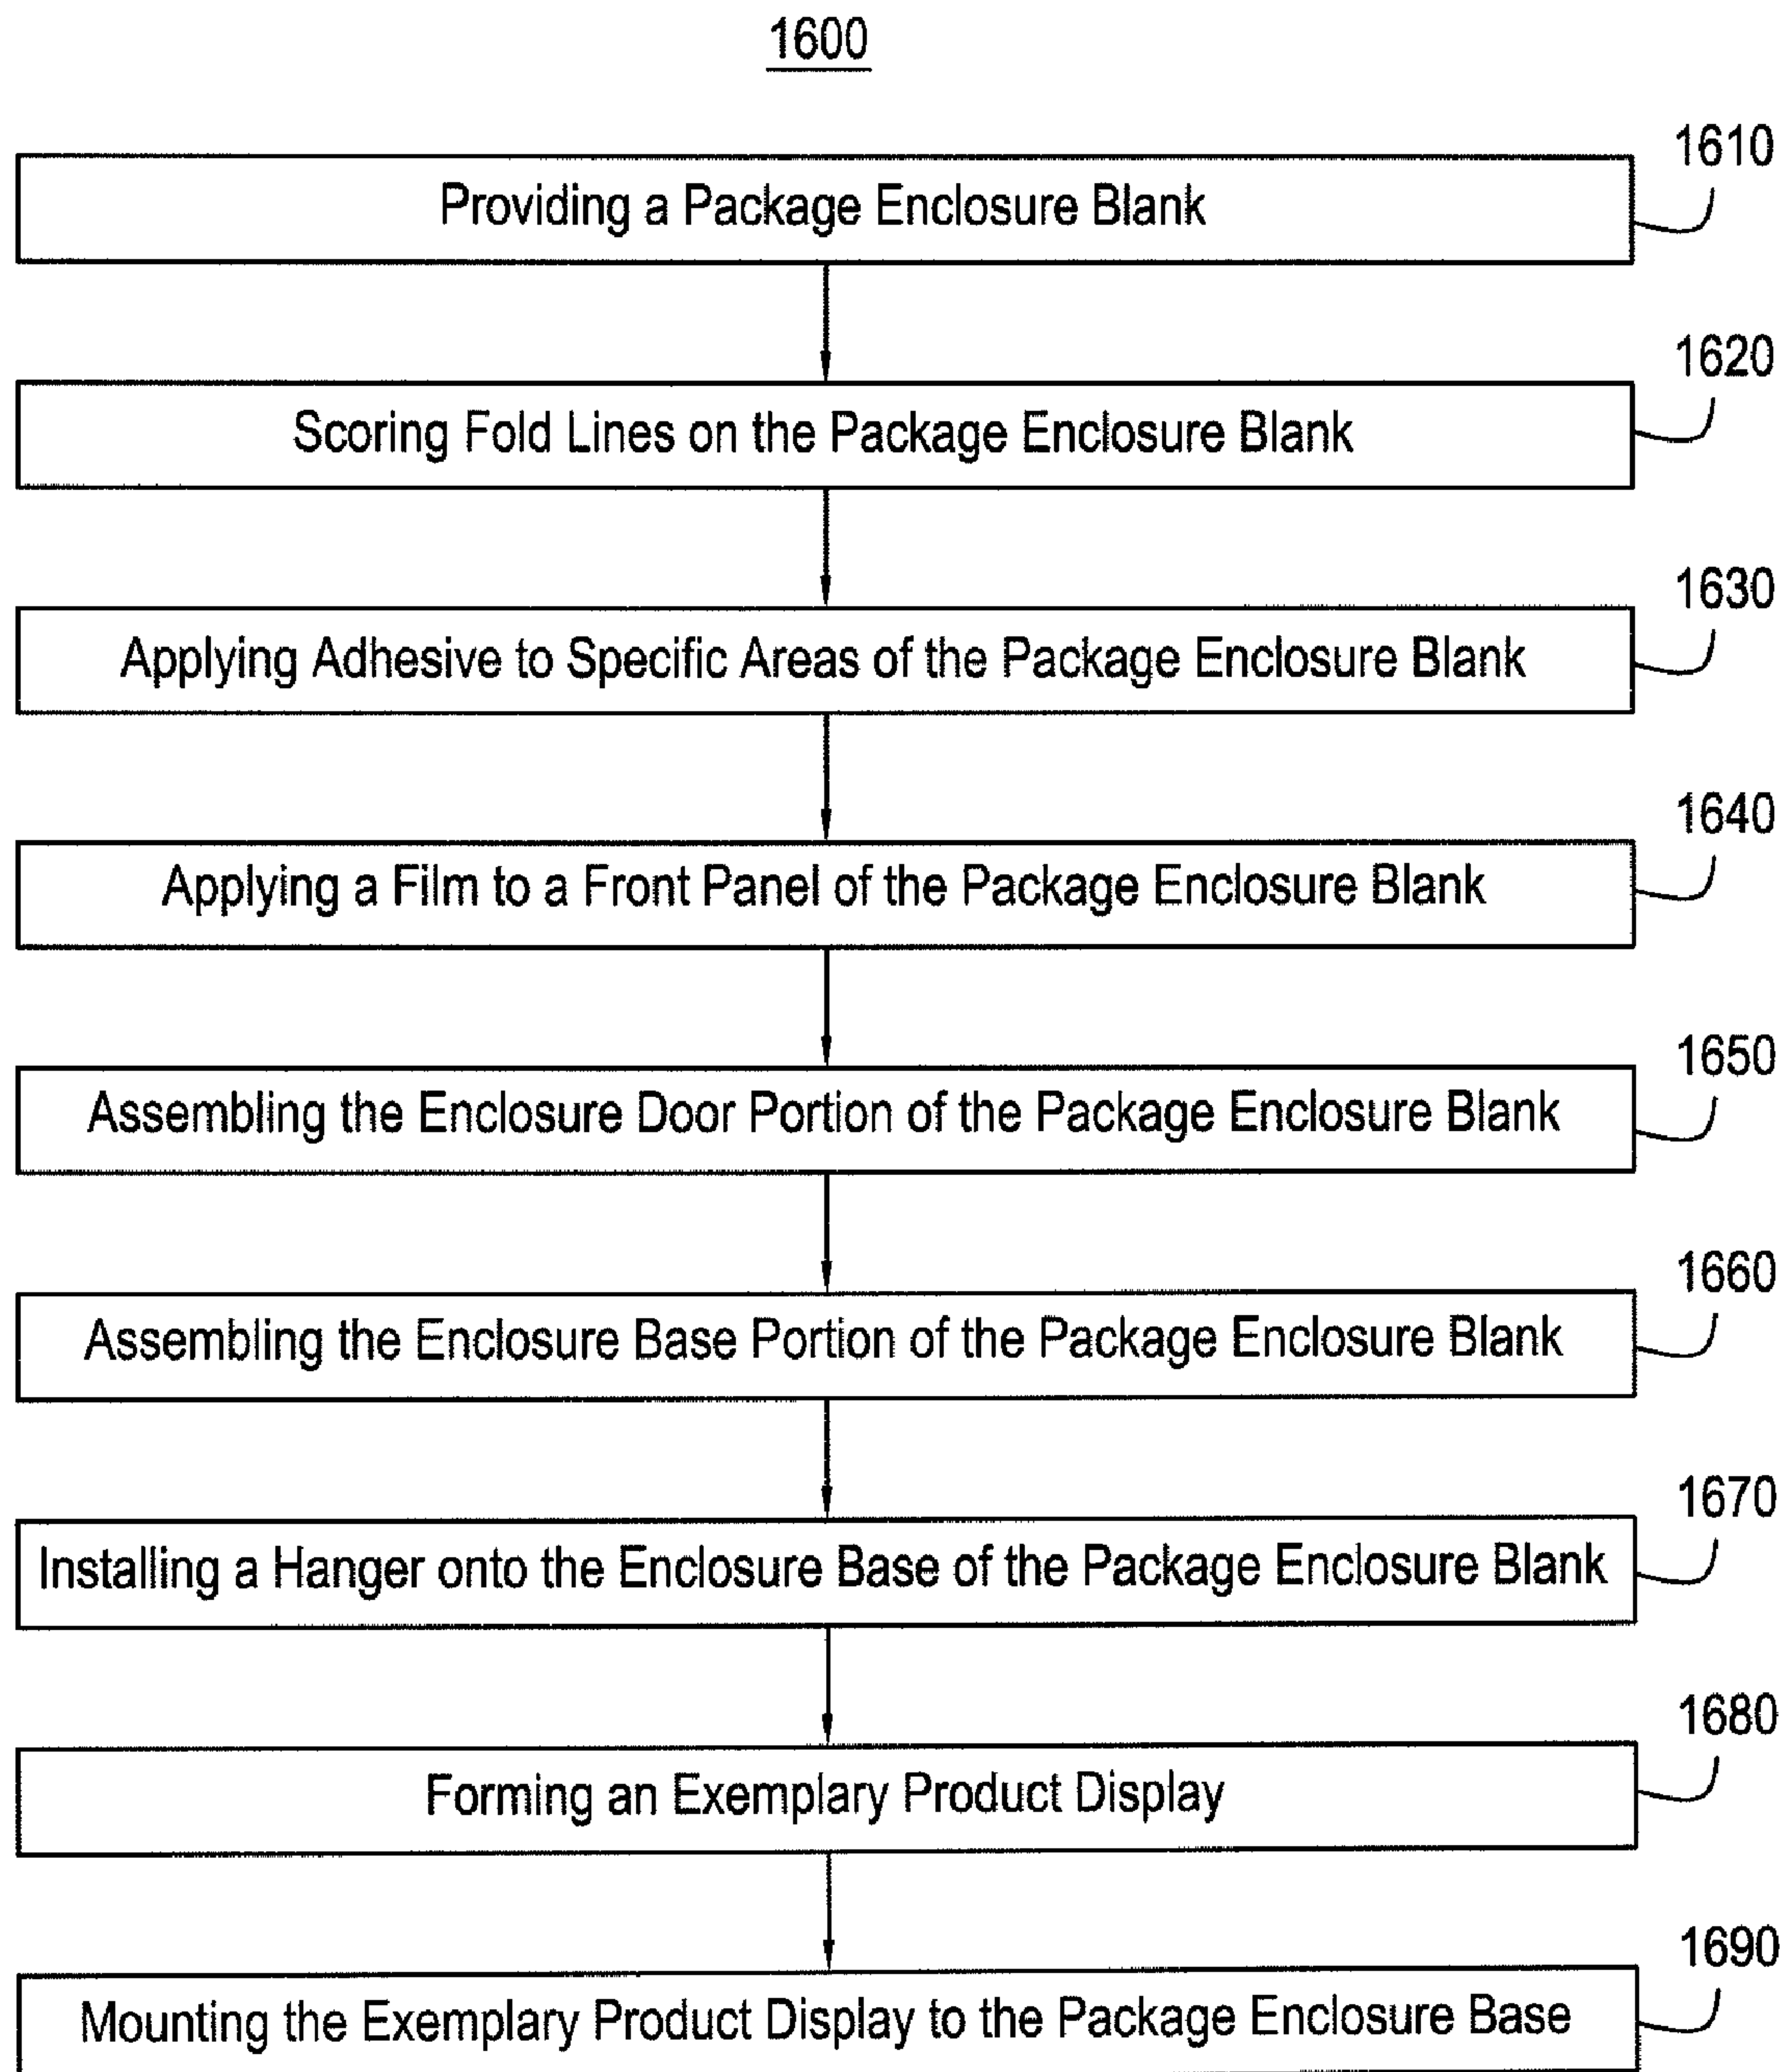 1600
1610
Providing a Package Enclosure Blank
1620
Scoring Fold Lines on the Package Enclosure Blank
1630
Applying Adhesive to Specific Areas of the Package Enclosure Blank
1640
Applying a Film to a Front Panel of the Package Enclosure Blank
1650
Assembling the Enclosure Door Portion of the Package Enclosure Blank
1660
Assembling the Enclosure Base Portion of the Package Enclosure Blank
1670
Installing a Hanger onto the Enclosure Base of the Package Enclosure Blank
1680
Forming an Exemplary Product Display
1690
Mounting the Exemplary Product Display to the Package Enclosure Base